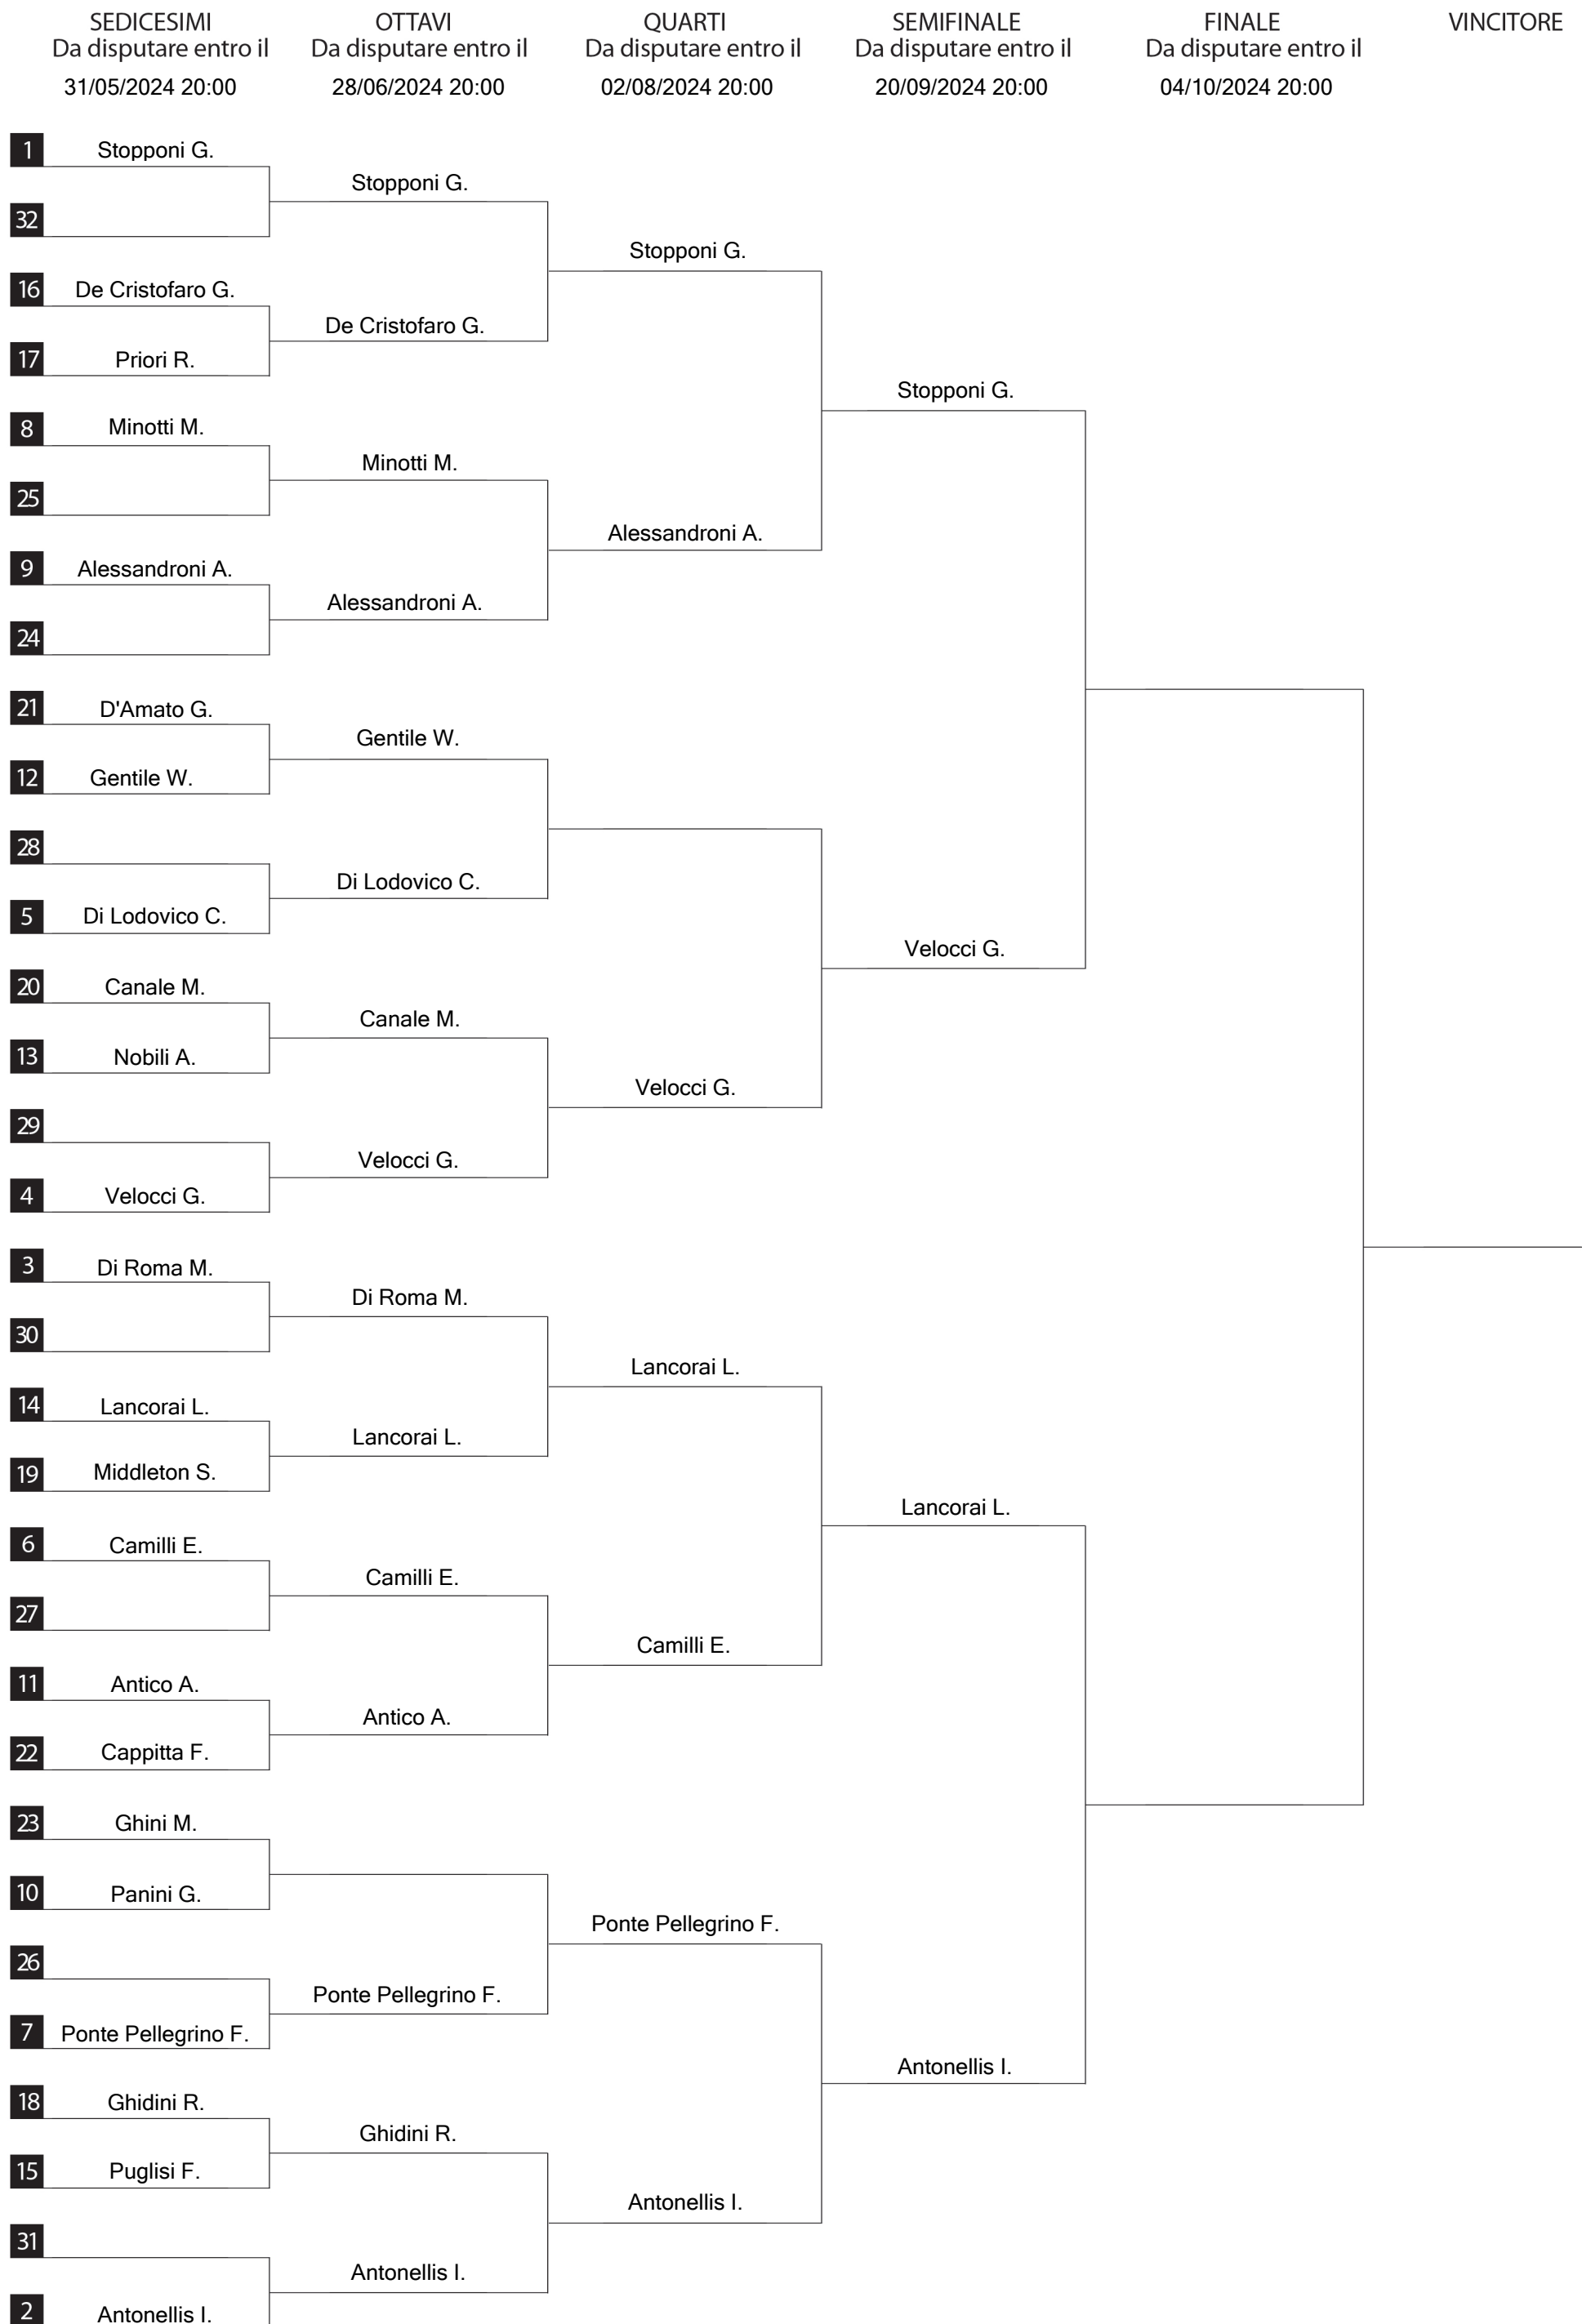 SEDICESIMI
Da disputare entro il
31/05/2024 20:00
OTTAVI
Da disputare entro il
28/06/2024 20:00
QUARTI
Da disputare entro il
02/08/2024 20:00
SEMIFINALE
Da disputare entro il
20/09/2024 20:00
FINALE
Da disputare entro il
04/10/2024 20:00
VINCITORE
1 Stopponi G.
32
16 De Cristofaro G.
17 Priori R.
8 Minotti M.
25
9 Alessandroni A.
24
21 D'Amato G.
12 Gentile W.
28
5 Di Lodovico C.
20 Canale M.
13 Nobili A.
29
4 Velocci G.
3 Di Roma M.
30
14 Lancorai L.
19 Middleton S.
6 Camilli E.
27
11 Antico A.
22 Cappitta F.
23 Ghini M.
10 Panini G.
26
7 Ponte Pellegrino F.
18 Ghidini R.
15 Puglisi F.
31
2 Antonellis I.
Stopponi G.
De Cristofaro G.
Minotti M.
Alessandroni A.
Gentile W.
Di Lodovico C.
Canale M.
Velocci G.
Di Roma M.
Lancorai L.
Camilli E.
Antico A.
Ponte Pellegrino F.
Ghidini R.
Antonellis I.
Stopponi G.
Alessandroni A.
Velocci G.
Lancorai L.
Camilli E.
Ponte Pellegrino F.
Antonellis I.
Stopponi G.
Velocci G.
Lancorai L.
Antonellis I.